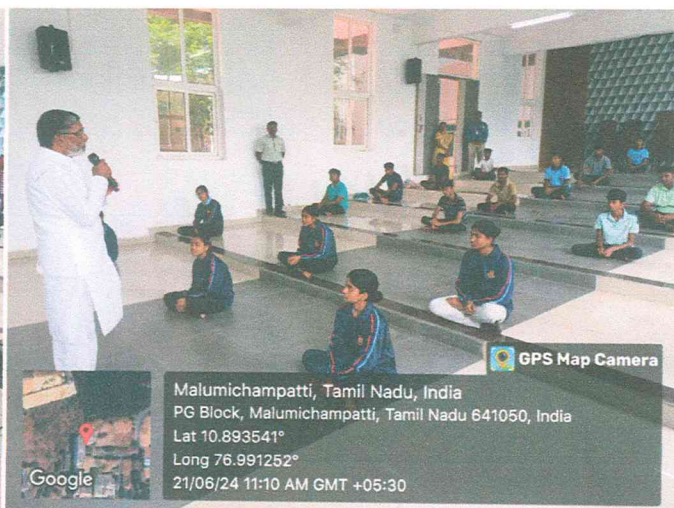 GPS Map Camera
Malumichampatti, Tamil Nadu, India
PG Block, Malumichampatti, Tamil Nadu 641050, India
Lat 10.893541°
Long 76.991252°
21/06/24 11:10 AM GMT +05:30
Google